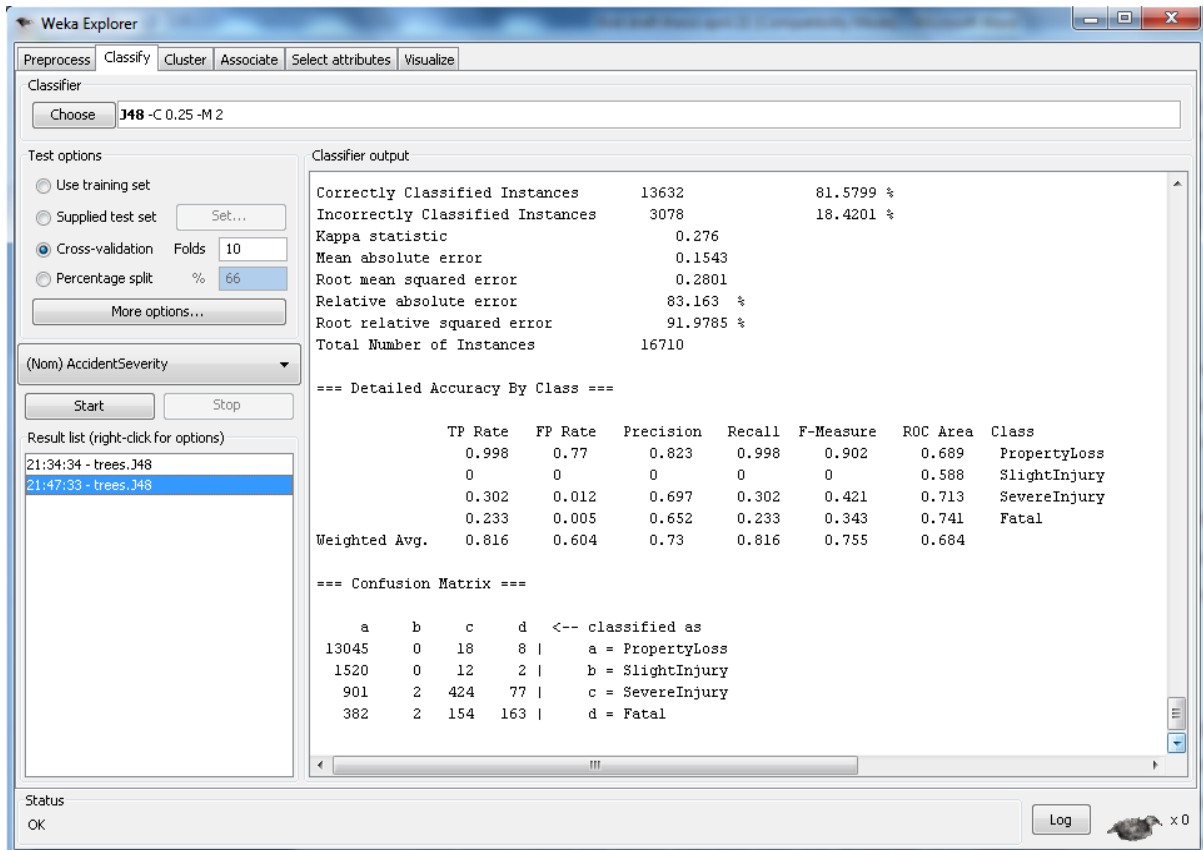 Weka Explorer
Preprocess Classify Cluster Associate Select attributes Visualize
Classifier
Choose J48 -C 0.25 -M 2
Test options
Use training set
Supplied test set Set...
Cross-validation Folds 10
Percentage split % 66
More options...
(Nom) AccidentSeverity
Start Stop
Result list (right-click for options)
21:34:34 - trees.J48
21:47:33 - trees.J48
Classifier output
Correctly Classified Instances 13632 81.5799 %
Incorrectly Classified Instances 3078 18.4201 %
Kappa statistic 0.276
Mean absolute error 0.1543
Root mean squared error 0.2801
Relative absolute error 83.163 %
Root relative squared error 91.9785 %
Total Number of Instances 16710
=== Detailed Accuracy By Class ===
TP Rate FP Rate Precision Recall F-Measure ROC Area Class
0.998 0.77 0.823 0.998 0.902 0.689 PropertyLoss
0 0 0 0 0 0.588 SlightInjury
0.302 0.012 0.697 0.302 0.421 0.713 SevereInjury
0.233 0.005 0.652 0.233 0.343 0.741 Fatal
Weighted Avg. 0.816 0.604 0.73 0.816 0.755 0.684
=== Confusion Matrix ===
a b c d <-- classified as
13045 0 18 8 | a = PropertyLoss
1520 0 12 2 | b = SlightInjury
901 2 424 77 | c = SevereInjury
382 2 154 163 | d = Fatal
Status
OK
Log x 0